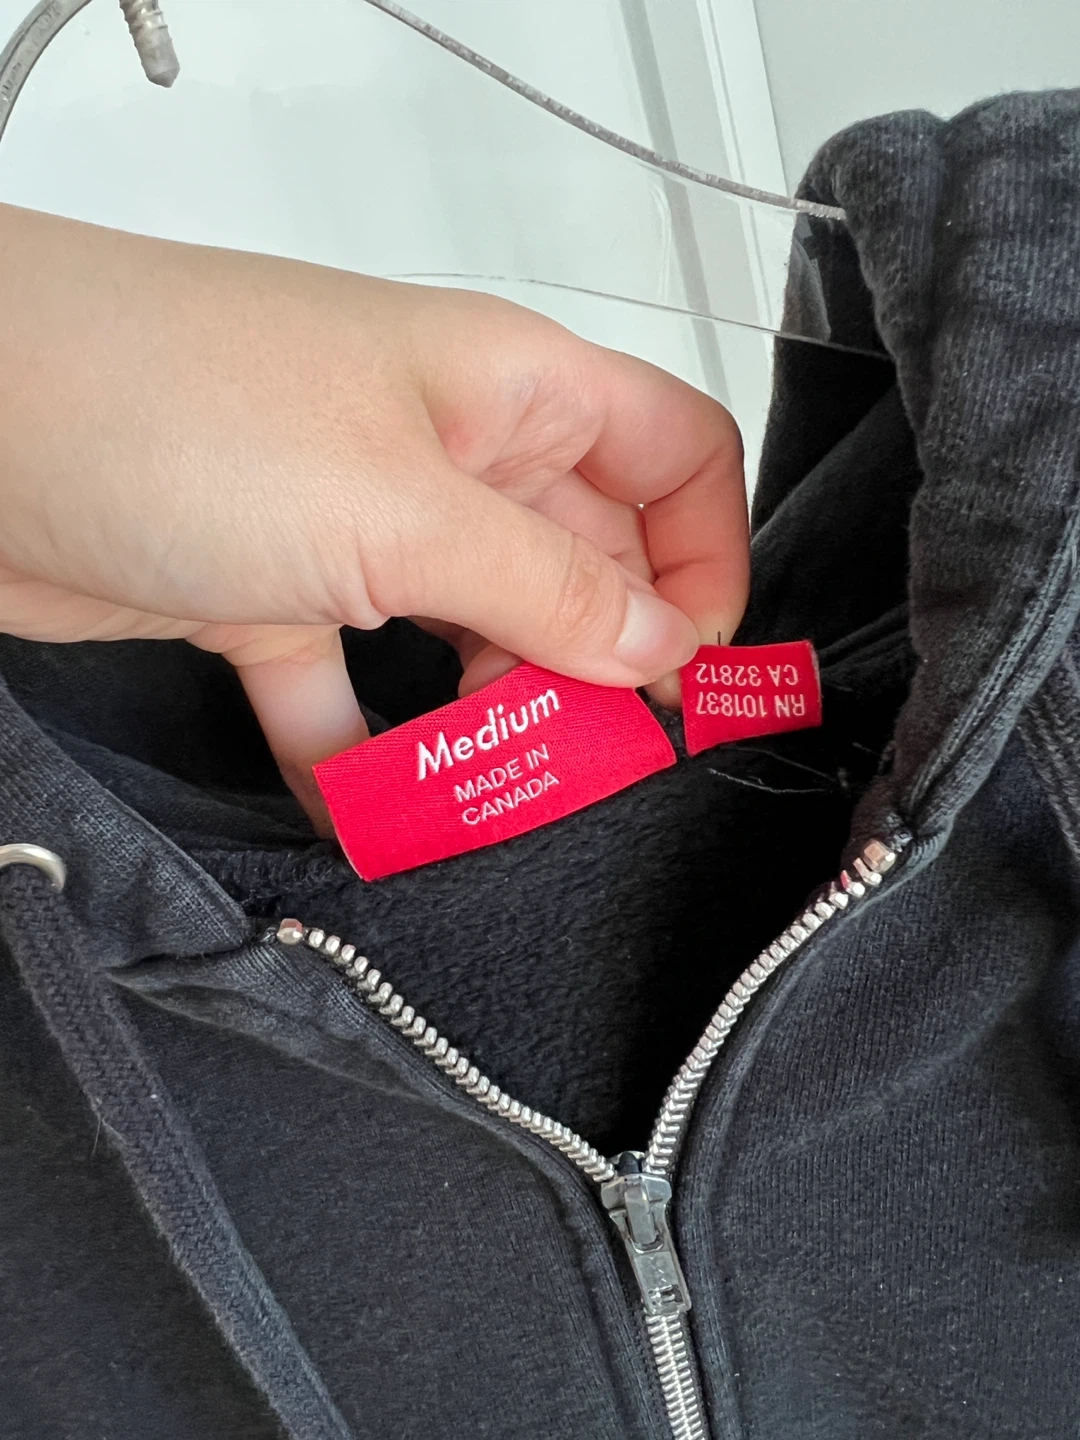 Medium
MADE IN
CANADA
RN 101837
CA 32812